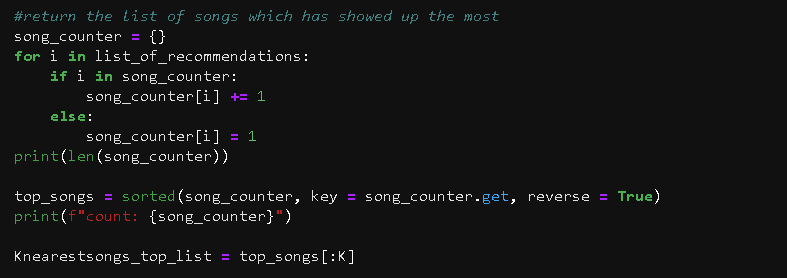 #return the list of songs which has showed up the most
song_counter = {}
for i in list_of_recommendations:
    if i in song_counter:
        song_counter[i] += 1
    else:
        song_counter[i] = 1
print(len(song_counter))

top_songs = sorted(song_counter, key = song_counter.get, reverse = True)
print(f"count: {song_counter}")

Knearestsongs_top_list = top_songs[:K]